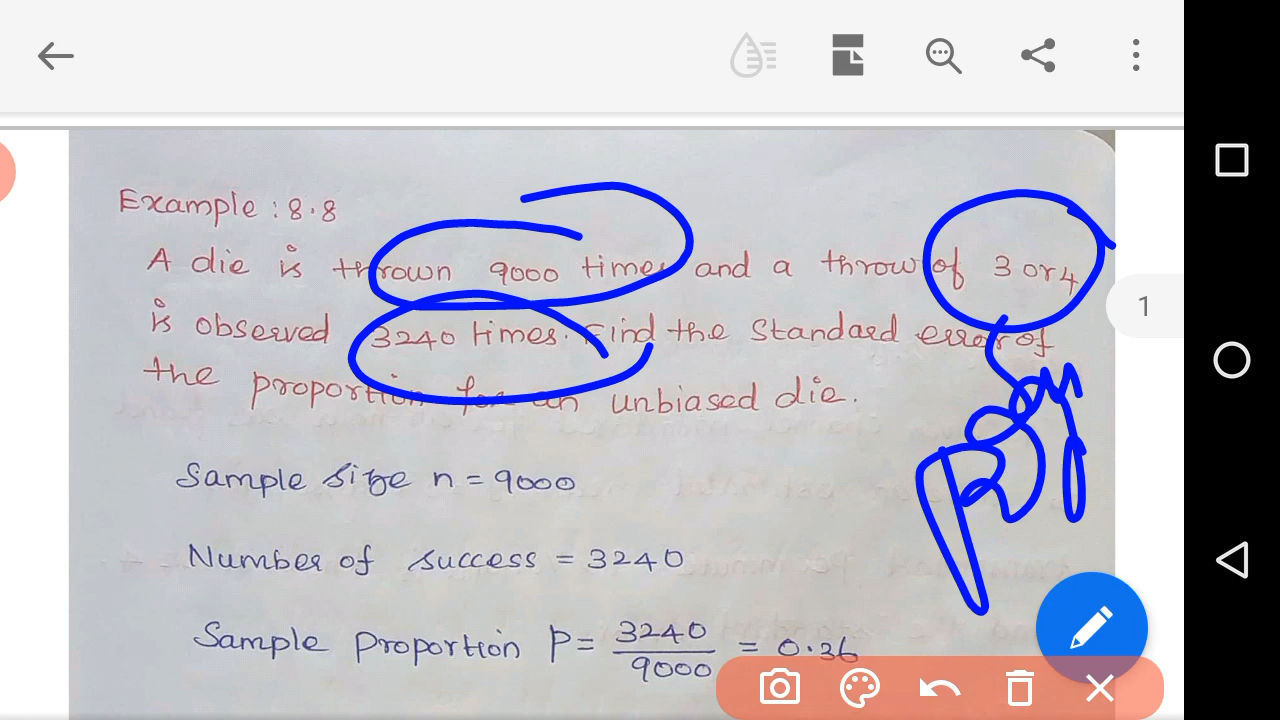 Example : 8.8
A die is thrown 9000 times and a throw of 3 or 4
is observed 3240 times. Find the Standard error of
the proportion for an unbiased die.
1
Sample size n = 9000
Number of success = 3240
Sample proportion P = 3240/9000 = 0.36